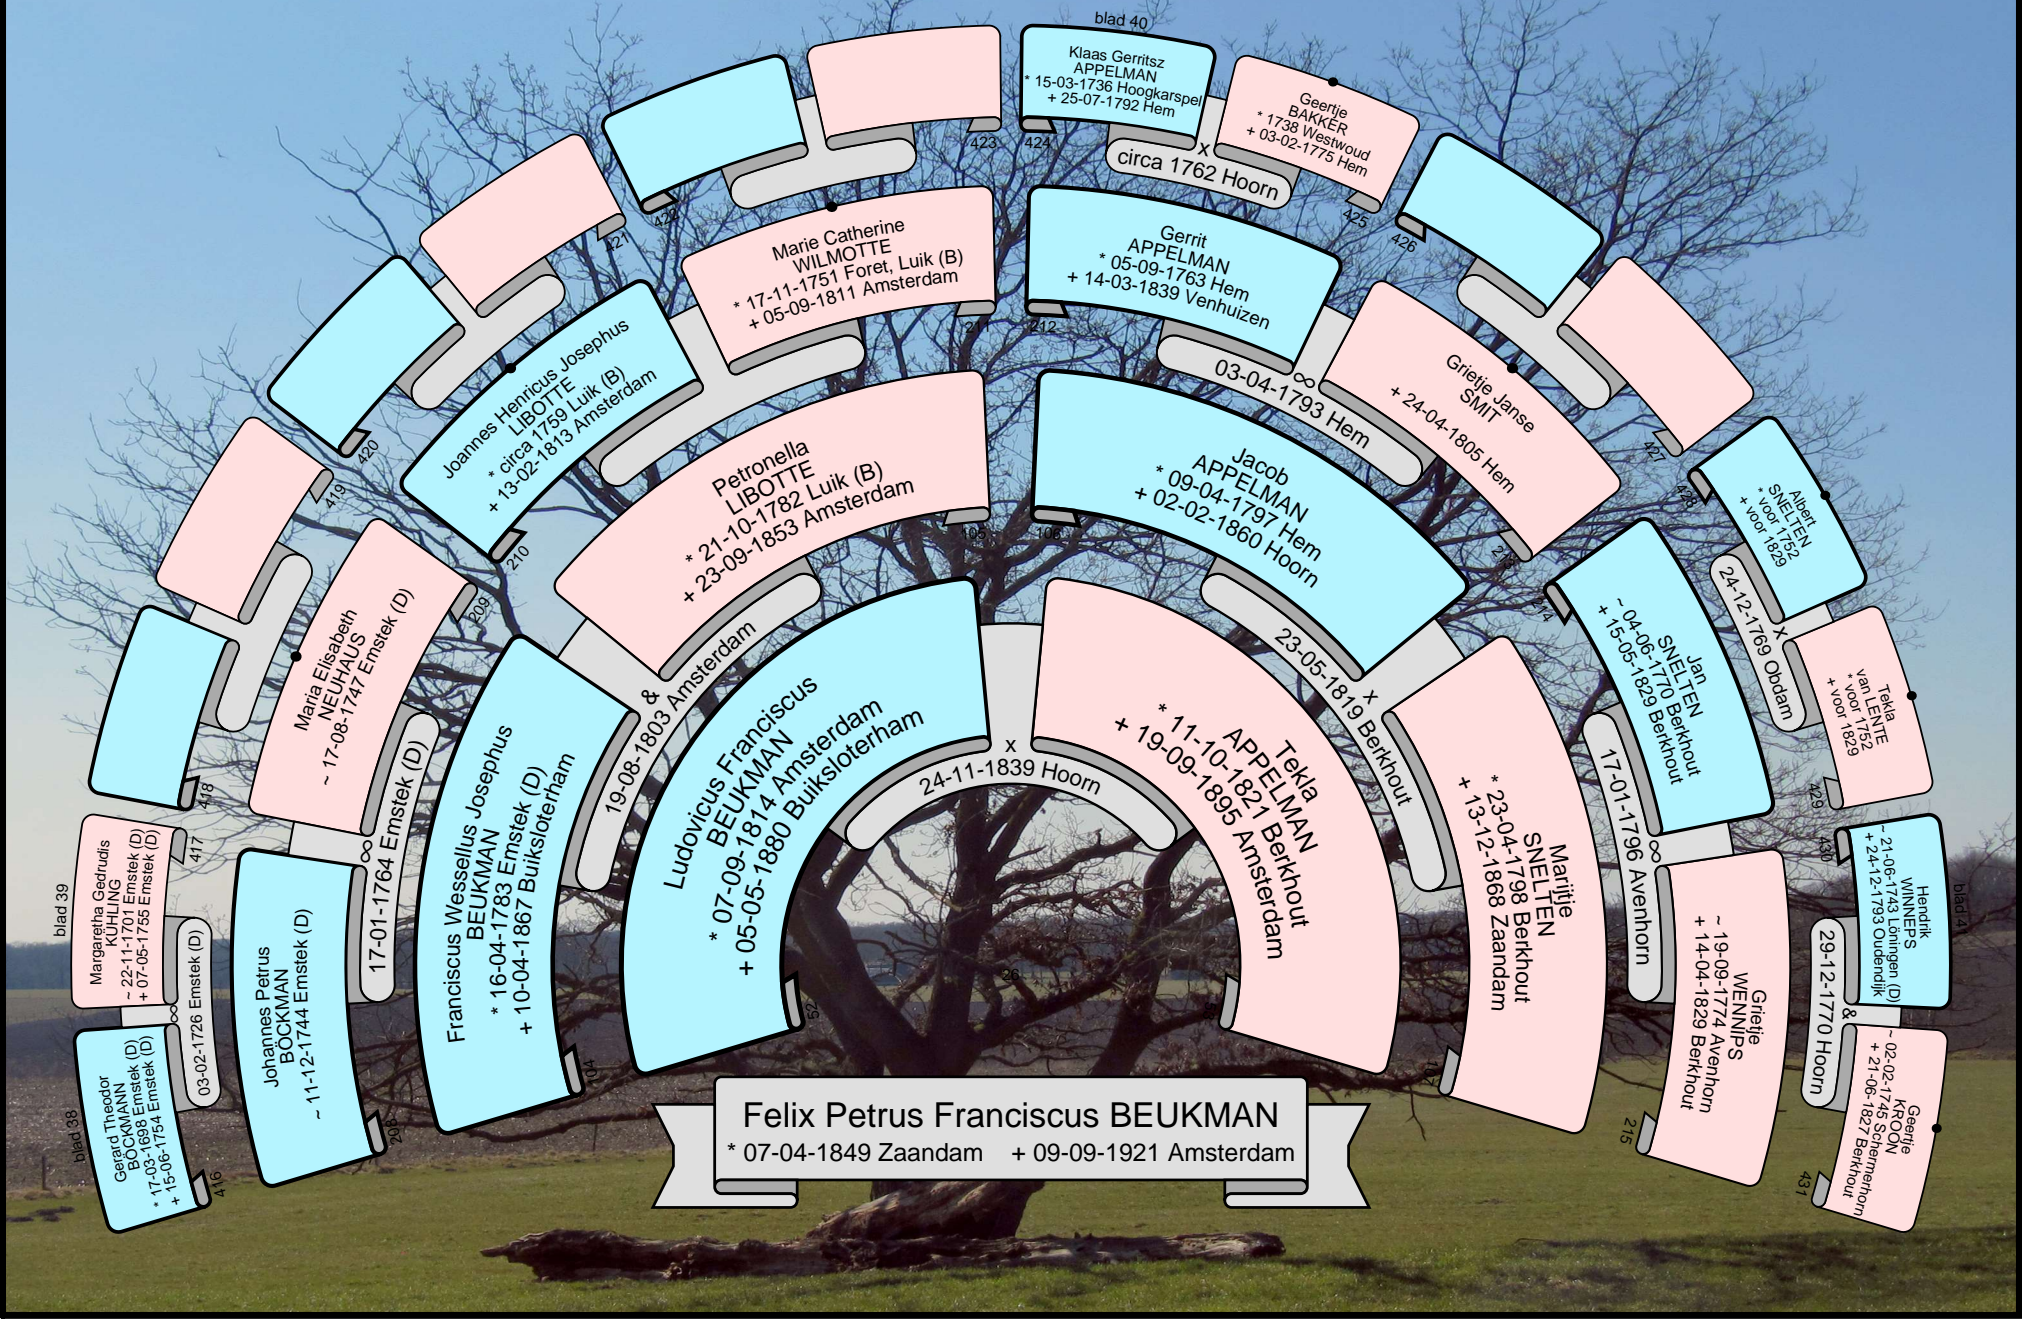 blad 40
Klaas Gerritsz
APPELMAN
* 15-03-1736 Hoogkarspel
+ 25-07-1792 Hem
424
x
circa 1762 Hoorn
Geertje
BAKKER
* 1738 Westwoud
+ 03-02-1775 Hem
425
423
422
421
420
419
418
426
427
Albert
SNELTEN
* voor 1752
+ voor 1829
428
x
24-12-1769 Obdam
Tekla
van LENTE
* voor 1752
+ voor 1829
429
blad 41
Hendrik
WINNEPS
~ 21-06-1743 Löningen (D)
+ 24-12-1793 Oudendijk
430
&
29-12-1770 Hoorn
Geertje
KROON
~ 02-02-1745 Schermerhorn
+ 21-06-1827 Berkhout
431
blad 39
Margaretha Gedrudis
KÜHLING
~ 22-11-1701 Emstek (D)
+ 07-05-1755 Emstek (D)
417
∞
03-02-1726 Emstek (D)
blad 38
Gerard Theodor
BÖCKMANN
* 17-03-1698 Emstek (D)
+ 15-06-1754 Emstek (D)
416
Johannes Petrus
BÖCKMAN
~ 11-12-1744 Emstek (D)
208
∞
17-01-1764 Emstek (D)
Maria Elisabeth
NEUHAUS
~ 17-08-1747 Emstek (D)
209
Joannes Henricus Josephus
LIBOTTE
* circa 1759 Luik (B)
+ 13-02-1813 Amsterdam
210
Marie Catherine
WILMOTTE
* 17-11-1751 Foret, Luik (B)
+ 05-09-1811 Amsterdam
211
Gerrit
APPELMAN
* 05-09-1763 Hem
+ 14-03-1839 Venhuizen
212
∞
03-04-1793 Hem
Grietje Janse
SMIT
+ 24-04-1805 Hem
213
Jan
SNELTEN
~ 04-06-1770 Berkhout
+ 15-05-1829 Berkhout
214
∞
17-01-1796 Avenhorn
Grietje
WENNIPS
~ 19-09-1774 Avenhorn
+ 14-04-1829 Berkhout
215
Franciscus Wessellus Josephus
BEUKMAN
* 16-04-1783 Emstek (D)
+ 10-04-1867 Buiksloterham
104
&
19-08-1803 Amsterdam
Petronella
LIBOTTE
* 21-10-1782 Luik (B)
+ 23-09-1853 Amsterdam
105
Jacob
APPELMAN
* 09-04-1797 Hem
+ 02-02-1860 Hoorn
106
x
23-05-1819 Berkhout
Marijtje
SNELTEN
* 23-04-1798 Berkhout
+ 13-12-1868 Zaandam
107
Ludovicus Franciscus
BEUKMAN
* 07-09-1814 Amsterdam
+ 05-05-1880 Buiksloterham
52
x
24-11-1839 Hoorn
Tekla
APPELMAN
* 11-10-1821 Berkhout
+ 19-09-1895 Amsterdam
53
26
Felix Petrus Franciscus BEUKMAN
* 07-04-1849 Zaandam + 09-09-1921 Amsterdam